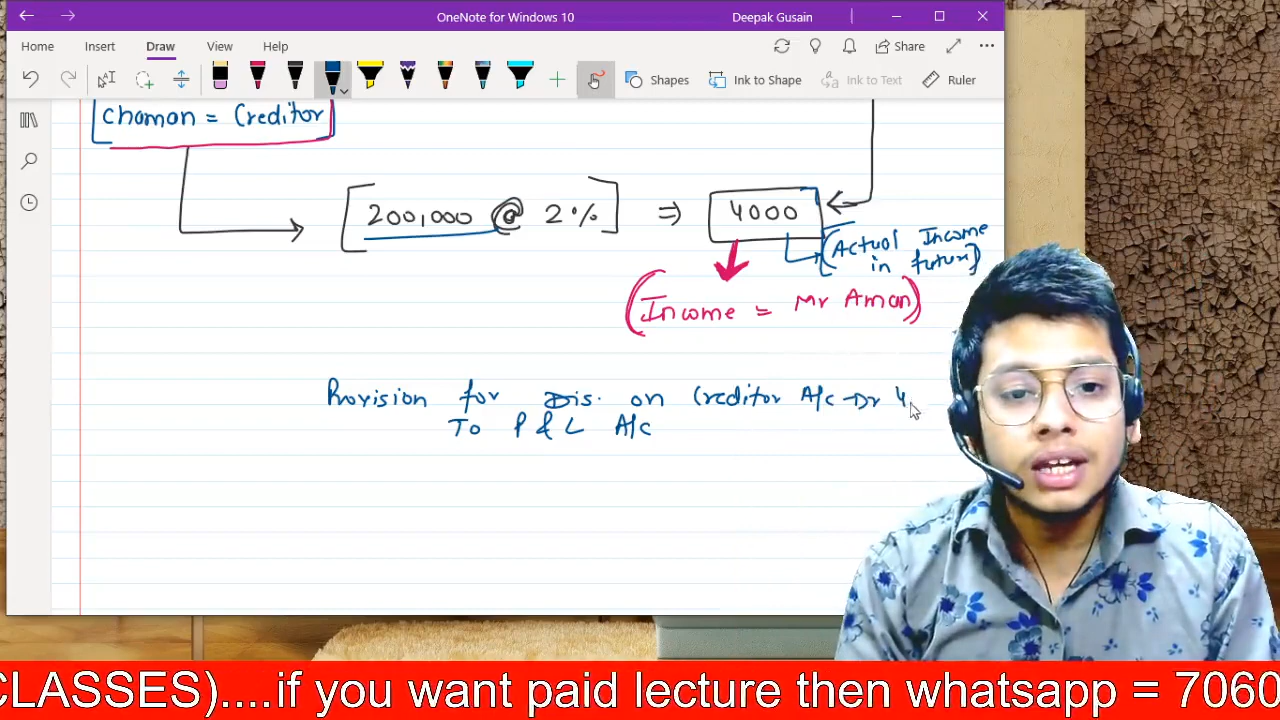 OneNote for Windows 10
Deepak Gusain
Home Insert Draw View Help
Share
Shapes Ink to Shape Ink to Text Ruler
Chaman = Creditor
[200,000 @ 2%] ⇒ 4000
(Actual Income in future)
(Income = Mr Aman)
Provision for Dis. on Creditor A/c Dr 4
To P & L A/c
CLASSES)....if you want paid lecture then whatsapp = 7060